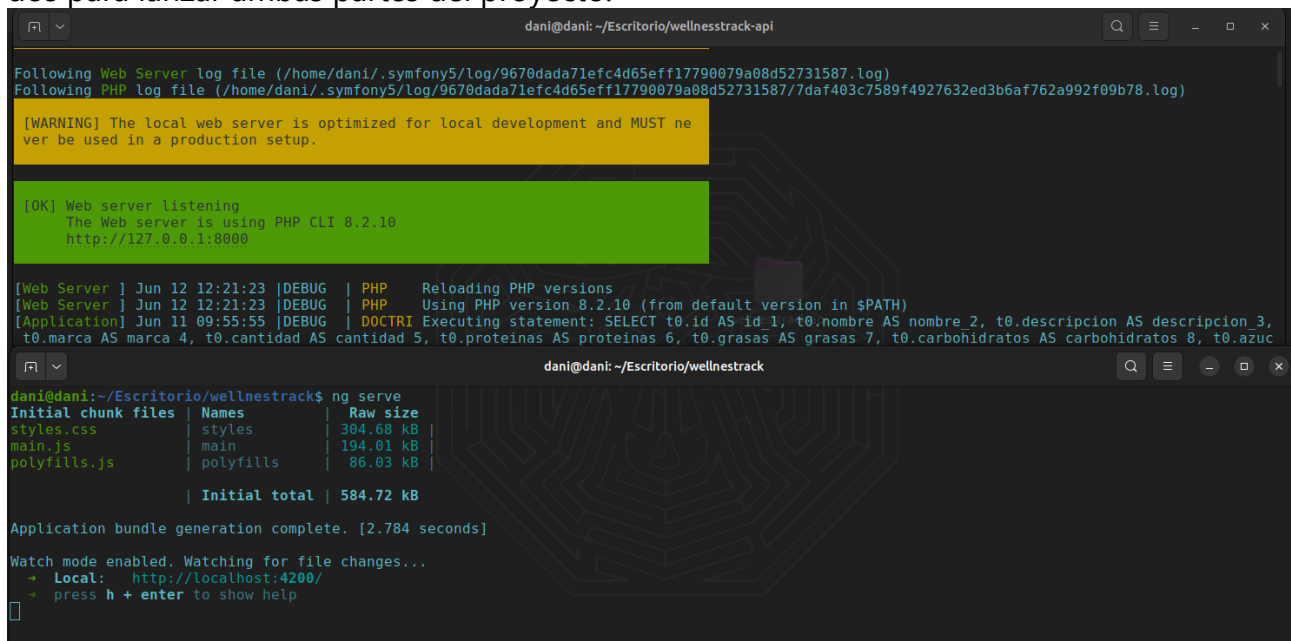 dos para lanzar ambas partes del proyecto:
dani@dani: ~/Escritorio/wellnesstrack-api
Following Web Server log file (/home/dani/.symfony5/log/9670dada71efc4d65eff17790079a08d52731587.log)
Following PHP log file (/home/dani/.symfony5/log/9670dada71efc4d65eff17790079a08d52731587/7daf403c7589f4927632ed3b6af762a992f09b78.log)
[WARNING] The local web server is optimized for local development and MUST ne
ver be used in a production setup.
[OK] Web server listening
The Web server is using PHP CLI 8.2.10
http://127.0.0.1:8000
[Web Server ] Jun 12 12:21:23 |DEBUG | PHP Reloading PHP versions
[Web Server ] Jun 12 12:21:23 |DEBUG | PHP Using PHP version 8.2.10 (from default version in $PATH)
[Application] Jun 11 09:55:55 |DEBUG | DOCTRI Executing statement: SELECT t0.id AS id_1, t0.nombre AS nombre_2, t0.descripcion AS descripcion_3,
t0.marca AS marca_4, t0.cantidad AS cantidad_5, t0.proteinas AS proteinas_6, t0.grasas AS grasas_7, t0.carbohidratos AS carbohidratos_8, t0.azuc
dani@dani: ~/Escritorio/wellnestrack
dani@dani:~/Escritorio/wellnestrack$ ng serve
Initial chunk files | Names | Raw size
styles.css | styles | 304.68 kB |
main.js | main | 194.01 kB |
polyfills.js | polyfills | 86.03 kB |
| Initial total | 584.72 kB
Application bundle generation complete. [2.784 seconds]
Watch mode enabled. Watching for file changes...
➜ Local: http://localhost:4200/
➜ press h + enter to show help